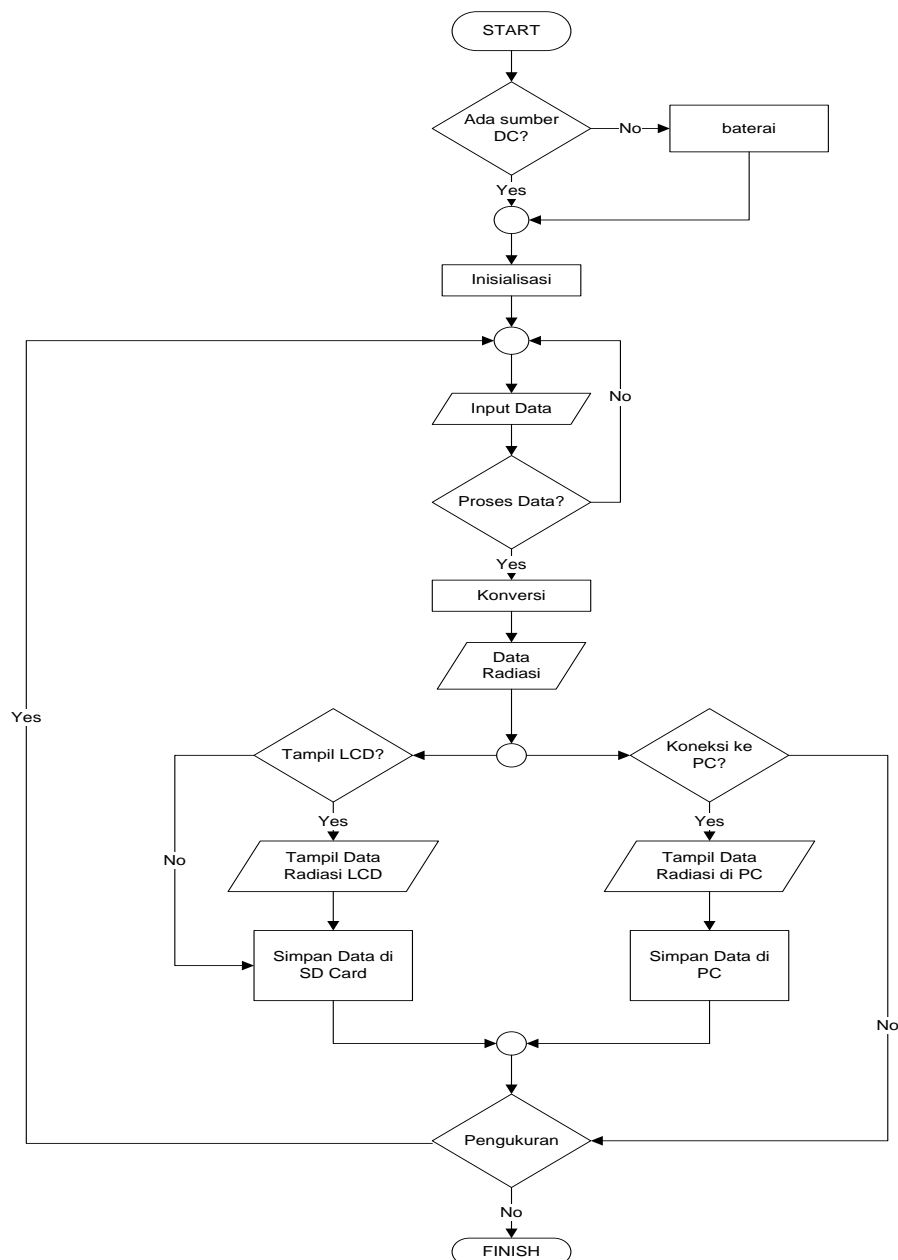 START
Ada sumber
DC?
No
baterai
Yes
Inisialisasi
Input Data
No
Proses Data?
Yes
Konversi
Data
Radiasi
Yes
Tampil LCD?
Koneksi ke
PC?
Yes
Yes
No
Tampil Data
Radiasi LCD
Tampil Data
Radiasi di PC
Simpan Data di
SD Card
Simpan Data di
PC
No
Pengukuran
No
FINISH